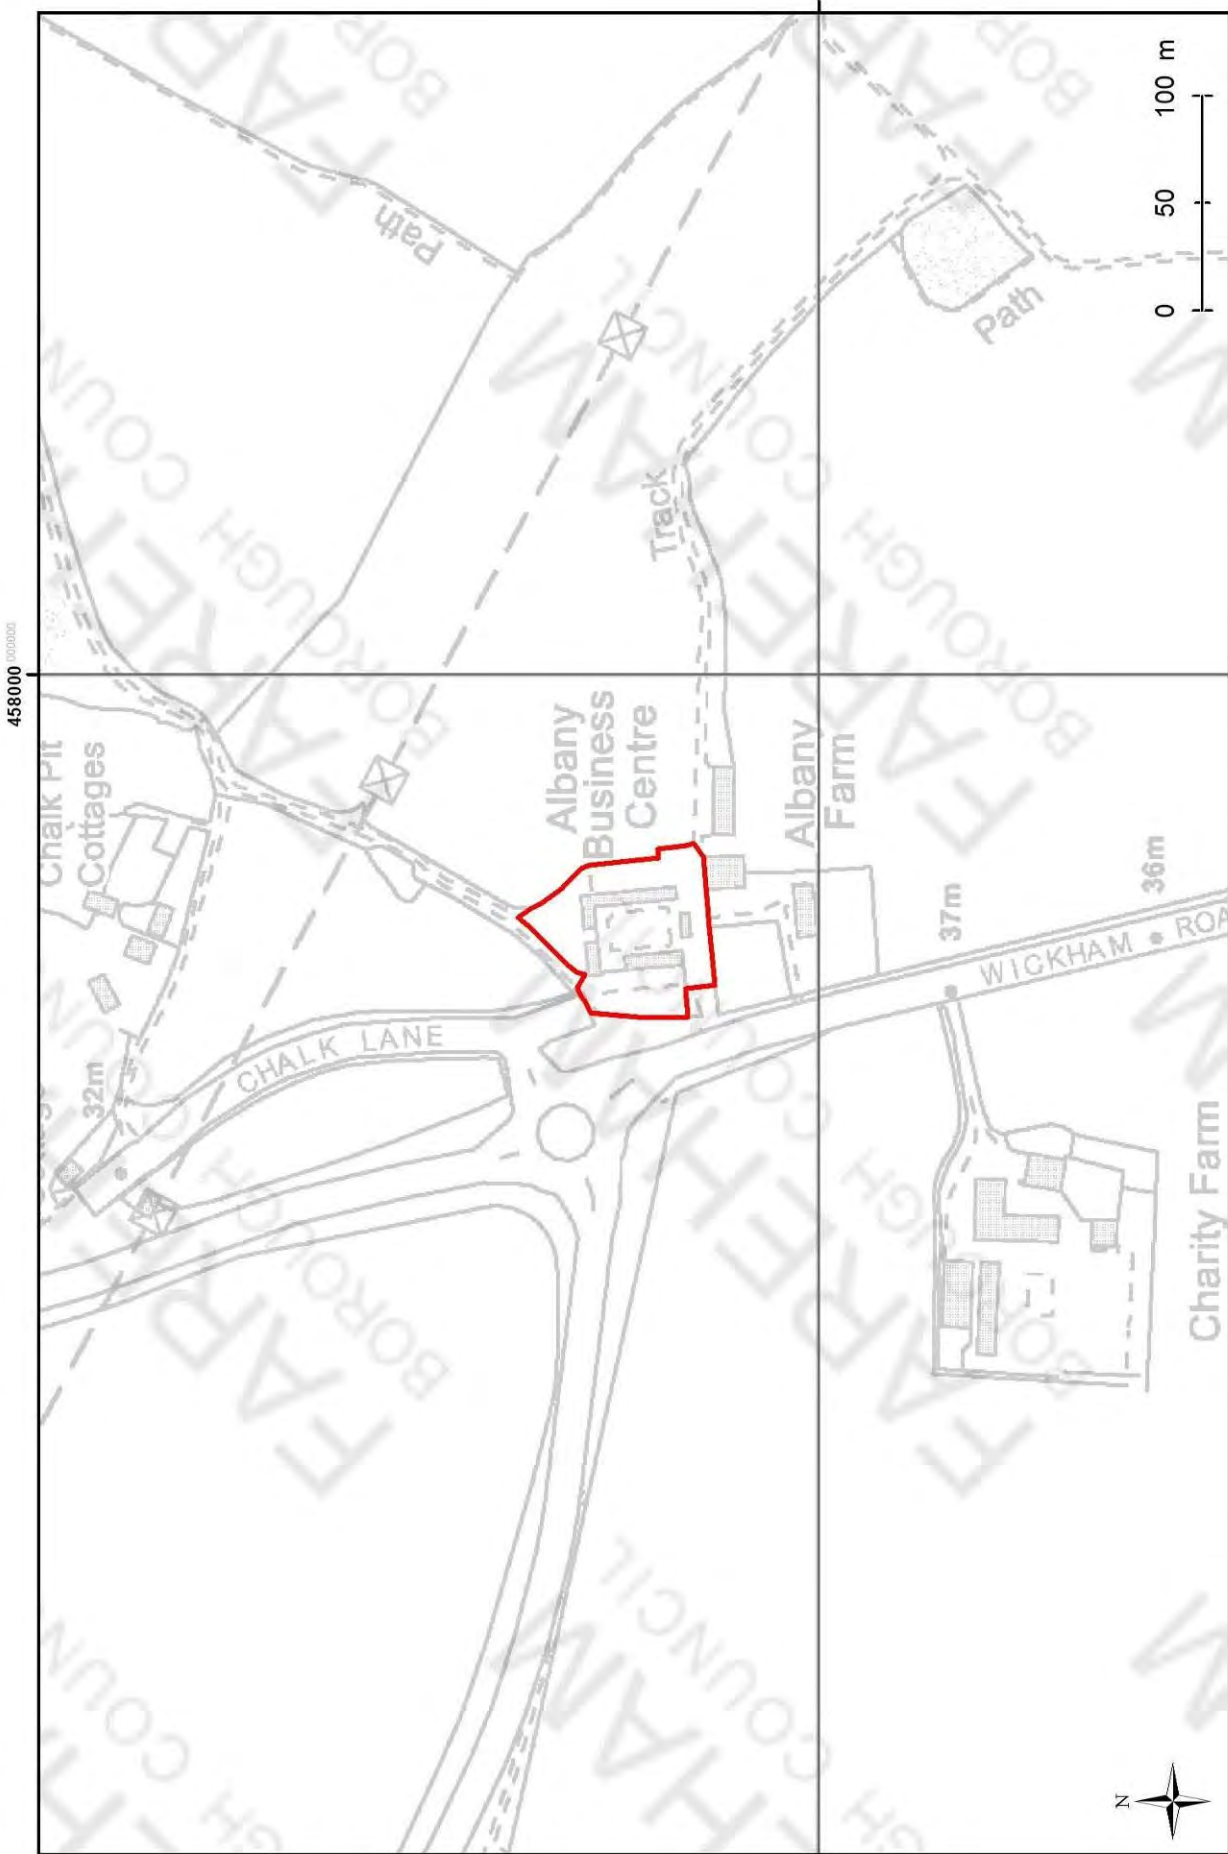 458000 000000
Chalk Pit
Cottages
32m
CHALK LANE
Path
Track
Path
Albany
Business
Centre
Albany
Farm
37m
36m
WICKHAM ROA
Charity Farm
0 50 100 m
N
FAREHAM
BOROUGH COUNCIL